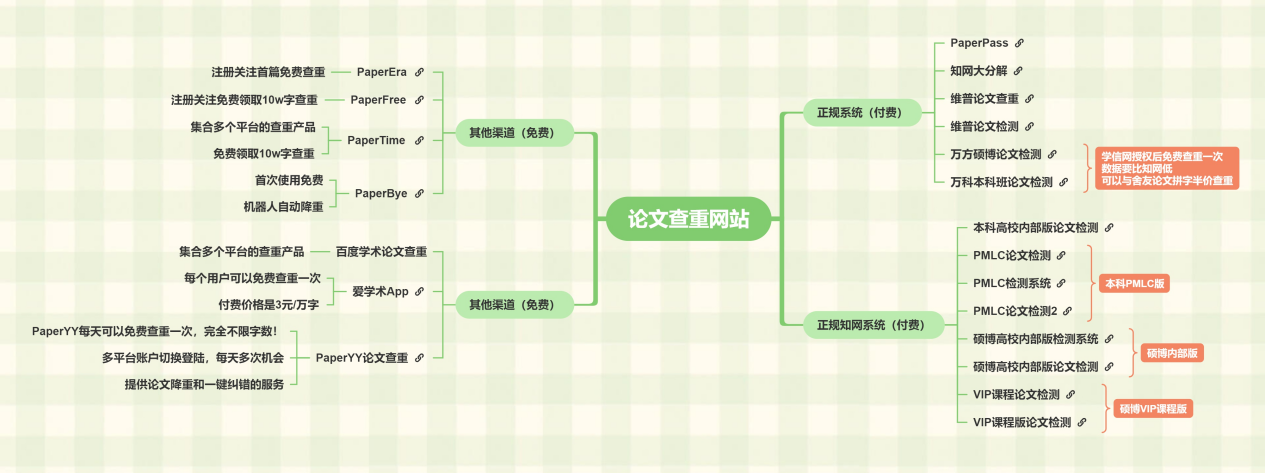 论文查重网站
正规系统（付费）
PaperPass
知网大分解
维普论文查重
维普论文检测
万方硕博论文检测
万科本科班论文检测
学信网授权后免费查重一次
数据要比知网低
可以与舍友论文拼字半价查重
正规知网系统（付费）
本科高校内部版论文检测
PMLC论文检测
PMLC检测系统
PMLC论文检测2
本科PMLC版
硕博高校内部版检测系统
硕博高校内部版论文检测
硕博内部版
VIP课程论文检测
VIP课程版论文检测
硕博VIP课程版
其他渠道（免费）
PaperEra
注册关注首篇免费查重
PaperFree
注册关注免费领取10w字查重
PaperTime
集合多个平台的查重产品
免费领取10w字查重
PaperBye
首次使用免费
机器人自动降重
其他渠道（免费）
百度学术论文查重
集合多个平台的查重产品
爱学术App
每个用户可以免费查重一次
付费价格是3元/万字
PaperYY论文查重
PaperYY每天可以免费查重一次，完全不限字数！
多平台账户切换登陆，每天多次机会
提供论文降重和一键纠错的服务